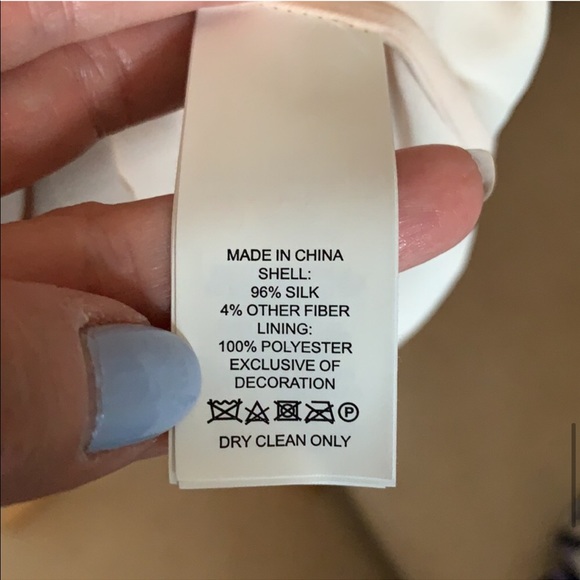 MADE IN CHINA
SHELL:
96% SILK
4% OTHER FIBER
LINING:
100% POLYESTER
EXCLUSIVE OF
DECORATION
P
DRY CLEAN ONLY